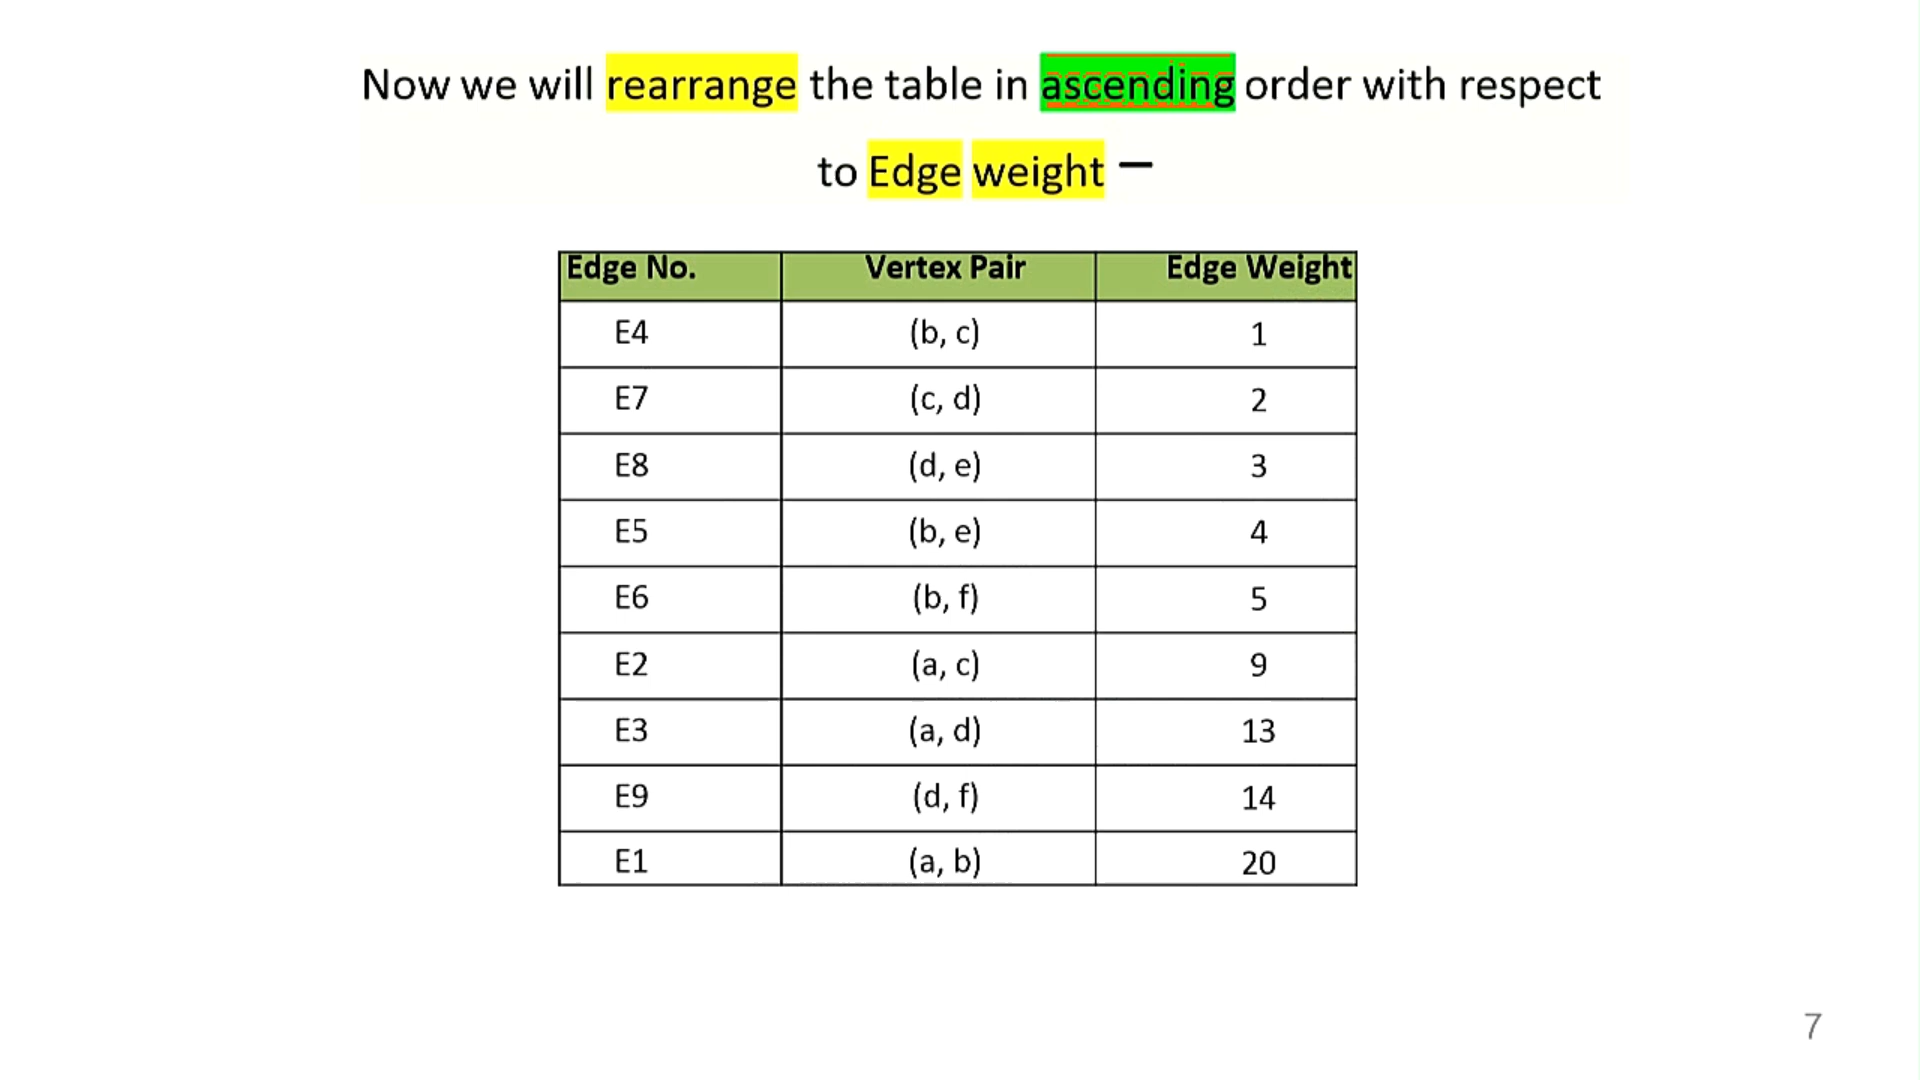 Now we will rearrange the table in ascending order with respect
to Edge weight –
Edge No. Vertex Pair Edge Weight
E4 (b, c) 1
E7 (c, d) 2
E8 (d, e) 3
E5 (b, e) 4
E6 (b, f) 5
E2 (a, c) 9
E3 (a, d) 13
E9 (d, f) 14
E1 (a, b) 20
7